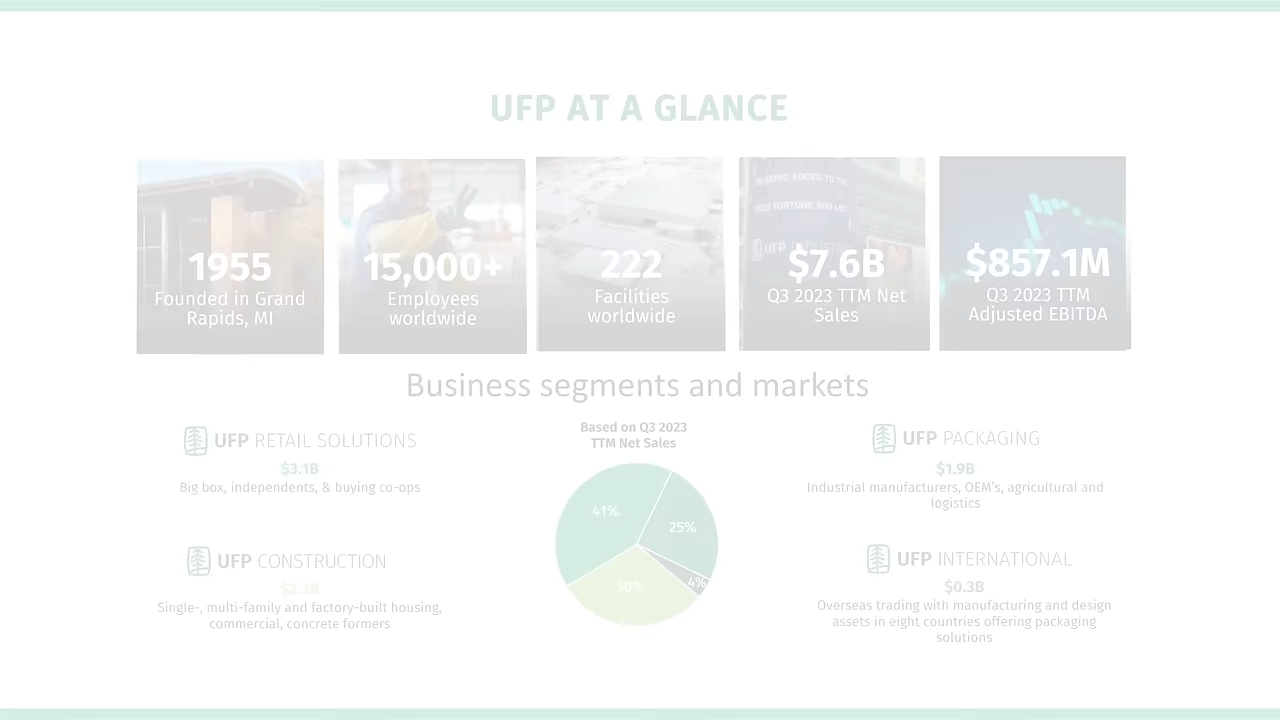 UFP AT A GLANCE
1955
Founded in Grand
Rapids, MI
15,000+
Employees
worldwide
222
Facilities
worldwide
$7.6B
Q3 2023 TTM Net
Sales
$857.1M
Q3 2023 TTM
Adjusted EBITDA
Business segments and markets
UFP RETAIL SOLUTIONS
$3.1B
Big box, independents, & buying co-ops
UFP CONSTRUCTION
$2.3B
Single-, multi-family and factory-built housing,
commercial, concrete formers
Based on Q3 2023
TTM Net Sales
41%
25%
30%
4%
UFP PACKAGING
$1.9B
Industrial manufacturers, OEM's, agricultural and
logistics
UFP INTERNATIONAL
$0.3B
Overseas trading with manufacturing and design
assets in eight countries offering packaging
solutions